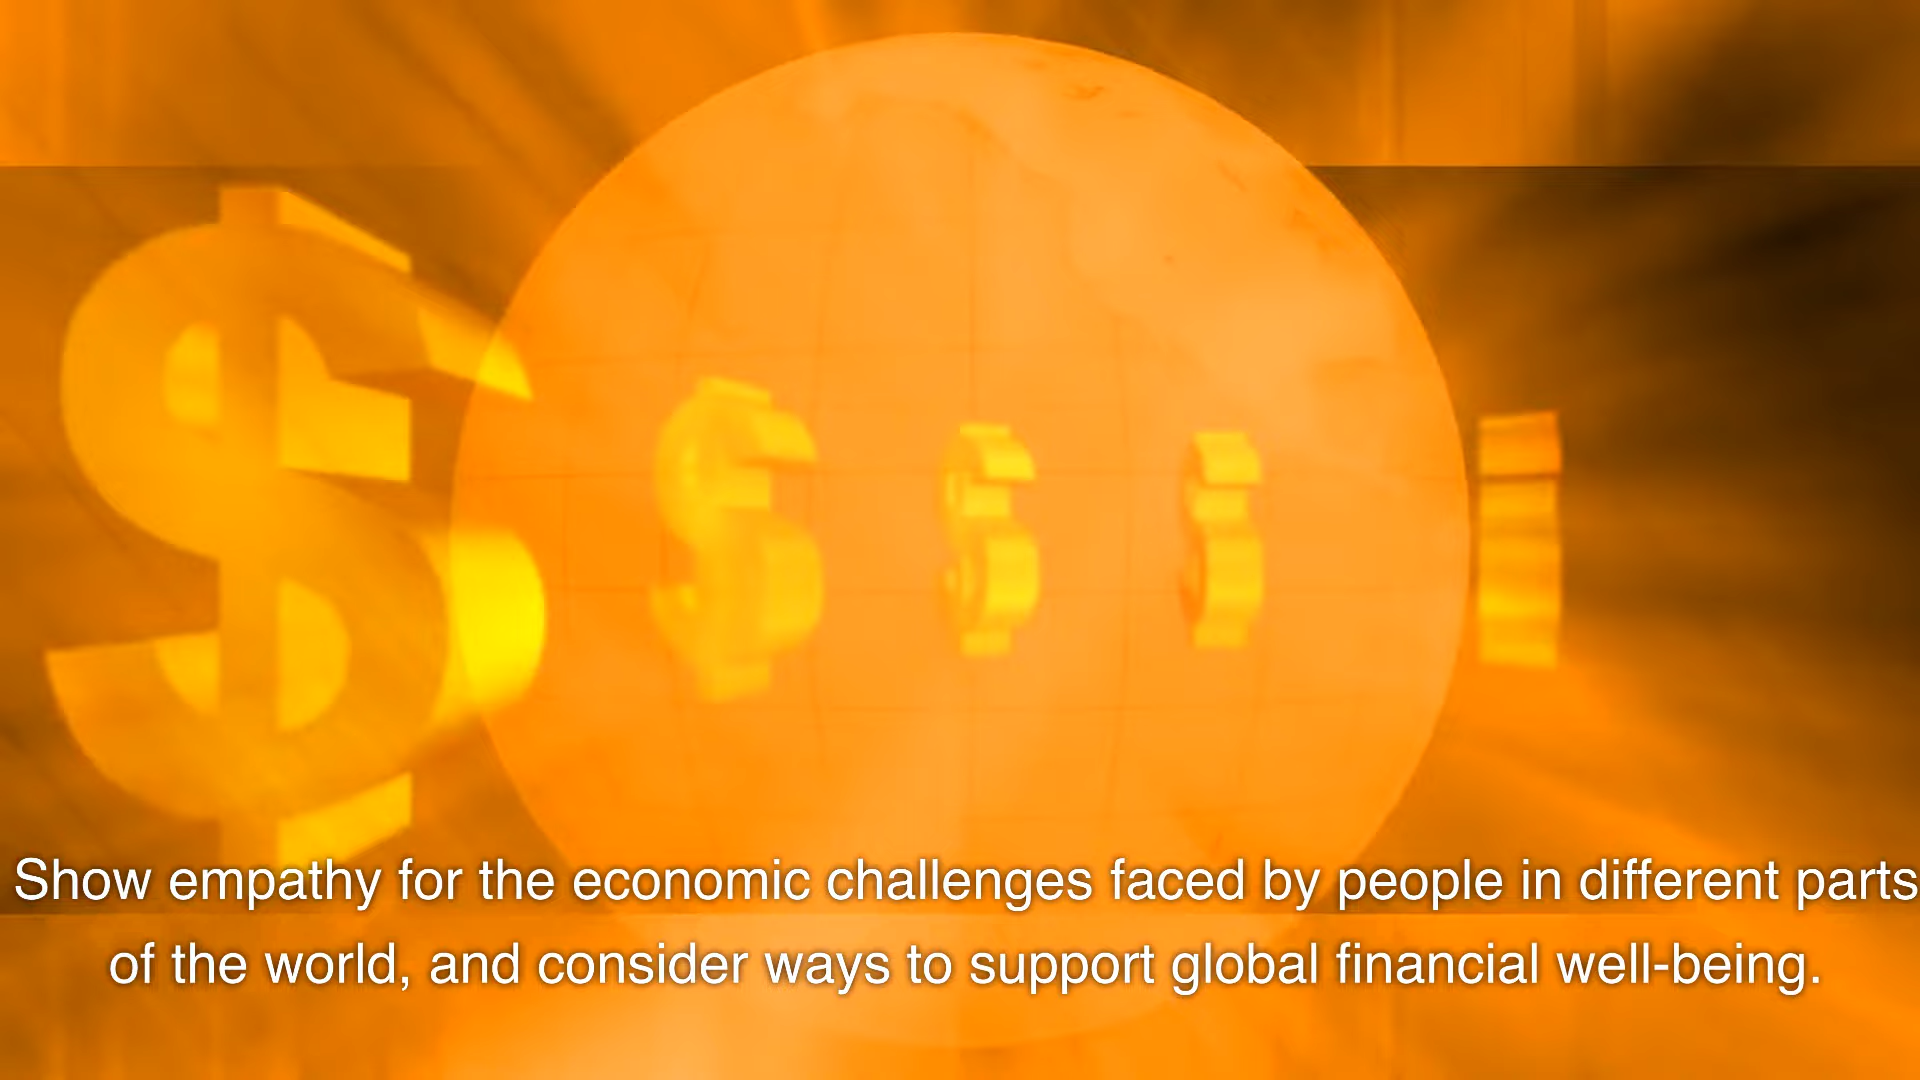 $ $ $ $
Show empathy for the economic challenges faced by people in different parts
of the world, and consider ways to support global financial well-being.